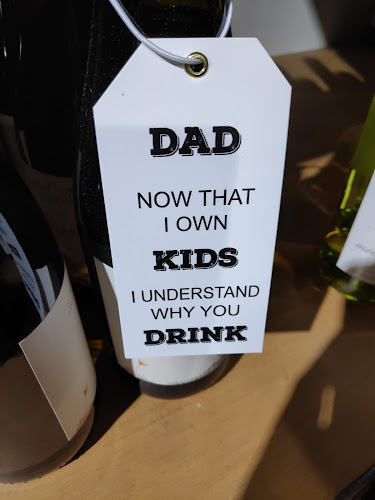 DAD
NOW THAT
I OWN
KIDS
I UNDERSTAND
WHY YOU
DRINK